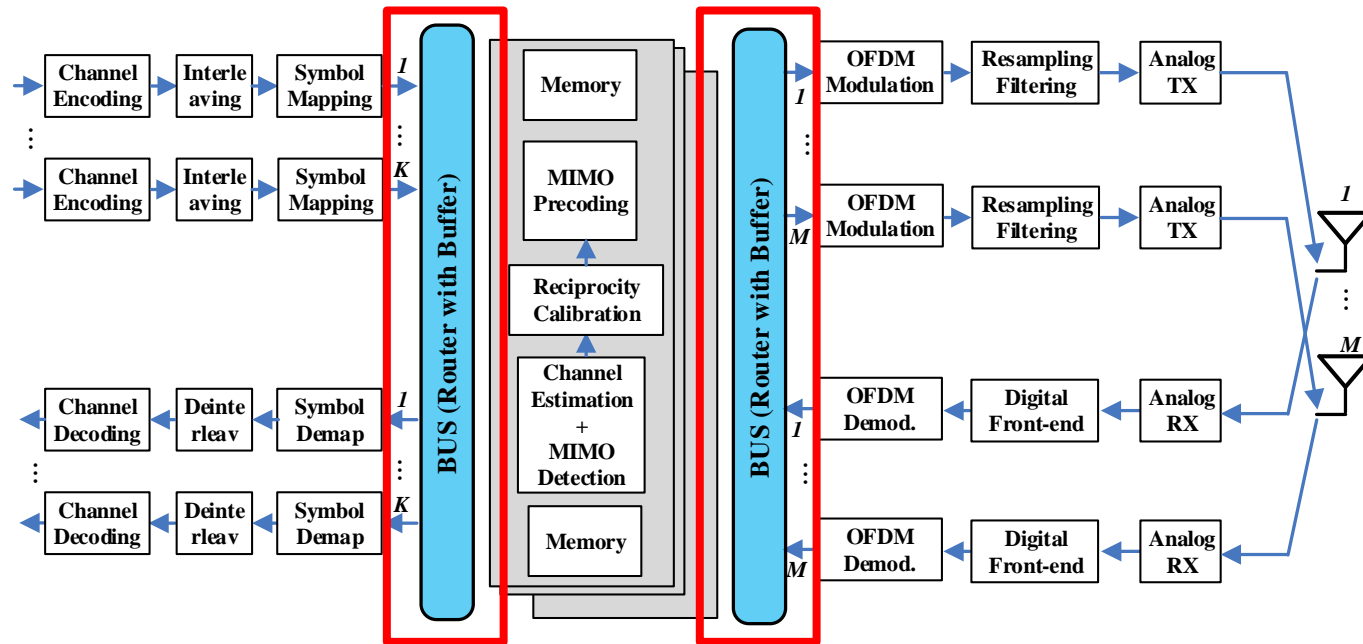 Channel
Encoding
Interle
aving
Symbol
Mapping
1
...
...
Channel
Encoding
Interle
aving
Symbol
Mapping
K
Channel
Decoding
Deinte
rleav
Symbol
Demap
1
...
...
Channel
Decoding
Deinte
rleav
Symbol
Demap
K
BUS (Router with Buffer)
Memory
MIMO
Precoding
Reciprocity
Calibration
Channel
Estimation
+
MIMO
Detection
Memory
BUS (Router with Buffer)
1
OFDM
Modulation
Resampling
Filtering
Analog
TX
...
M
OFDM
Modulation
Resampling
Filtering
Analog
TX
1
...
M
1
OFDM
Demod.
Digital
Front-end
Analog
RX
...
M
OFDM
Demod.
Digital
Front-end
Analog
RX